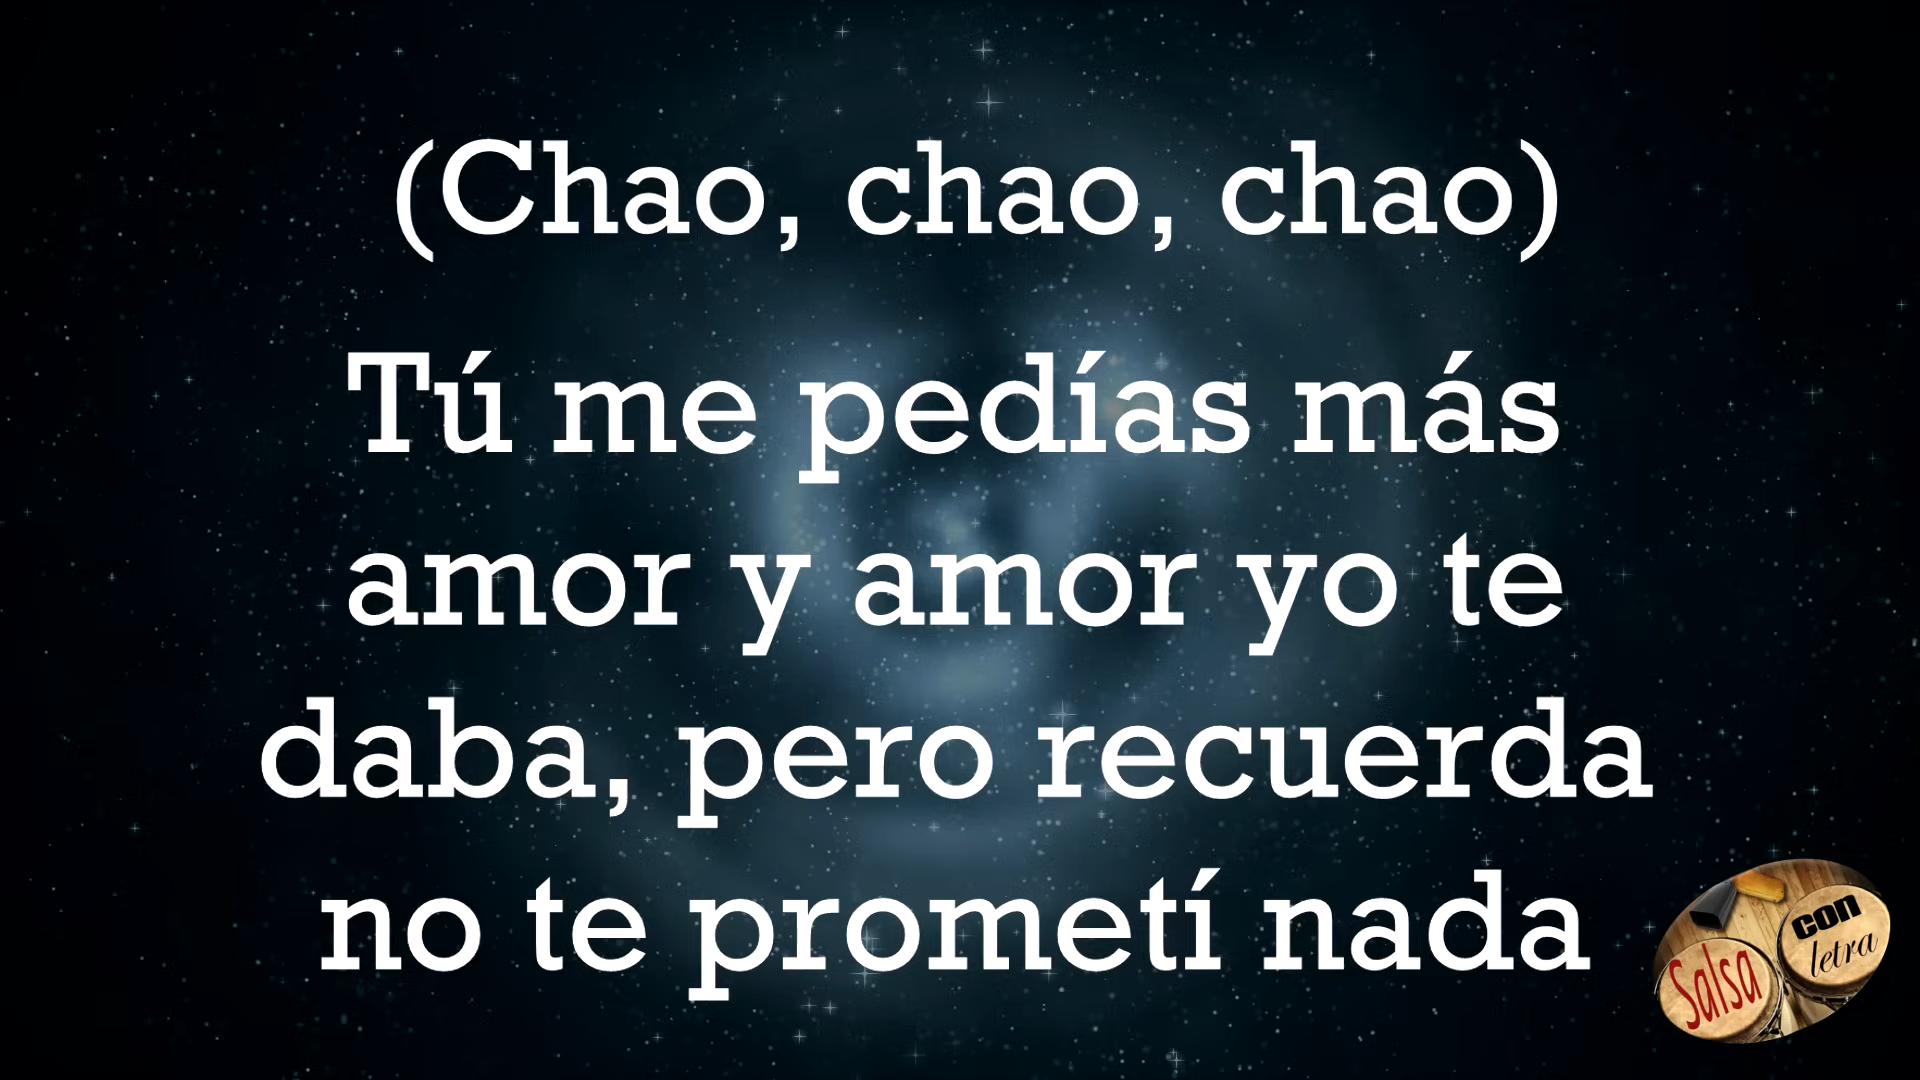 (Chao, chao, chao)
Tú me pedías más
amor y amor yo te
daba, pero recuerda
no te prometí nada
Salsa
con
letra